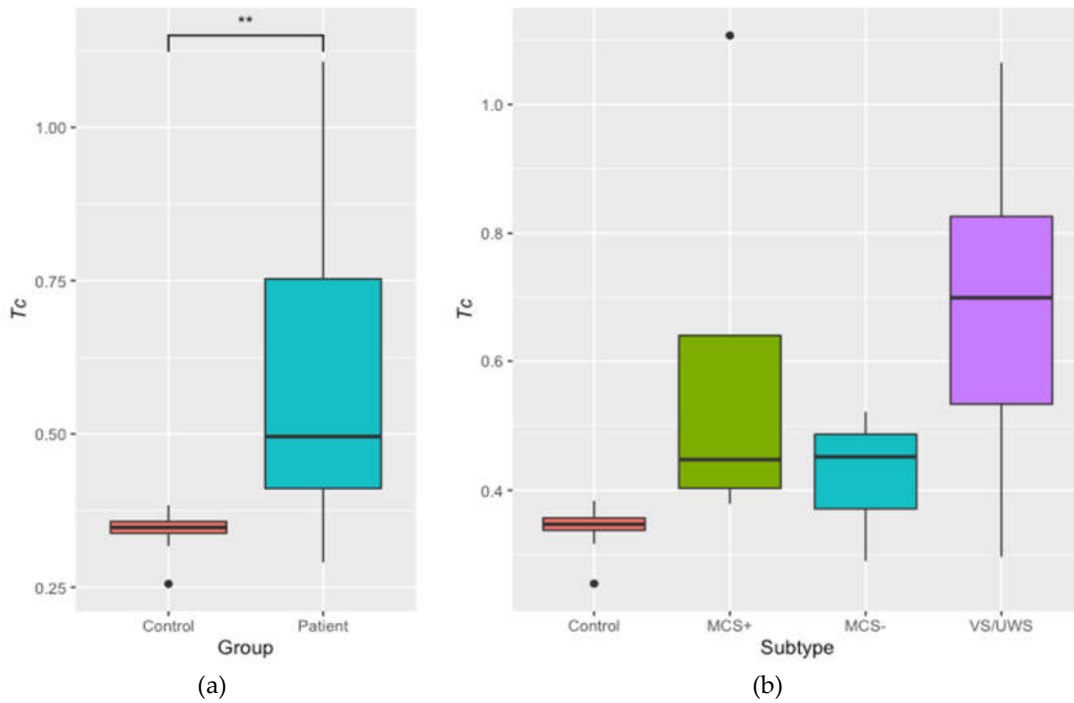 **
Tc
1.00
0.75
0.50
0.25
Control Patient
Group
(a)
Tc
1.0
0.8
0.6
0.4
Control MCS+ MCS- VS/UWS
Subtype
(b)